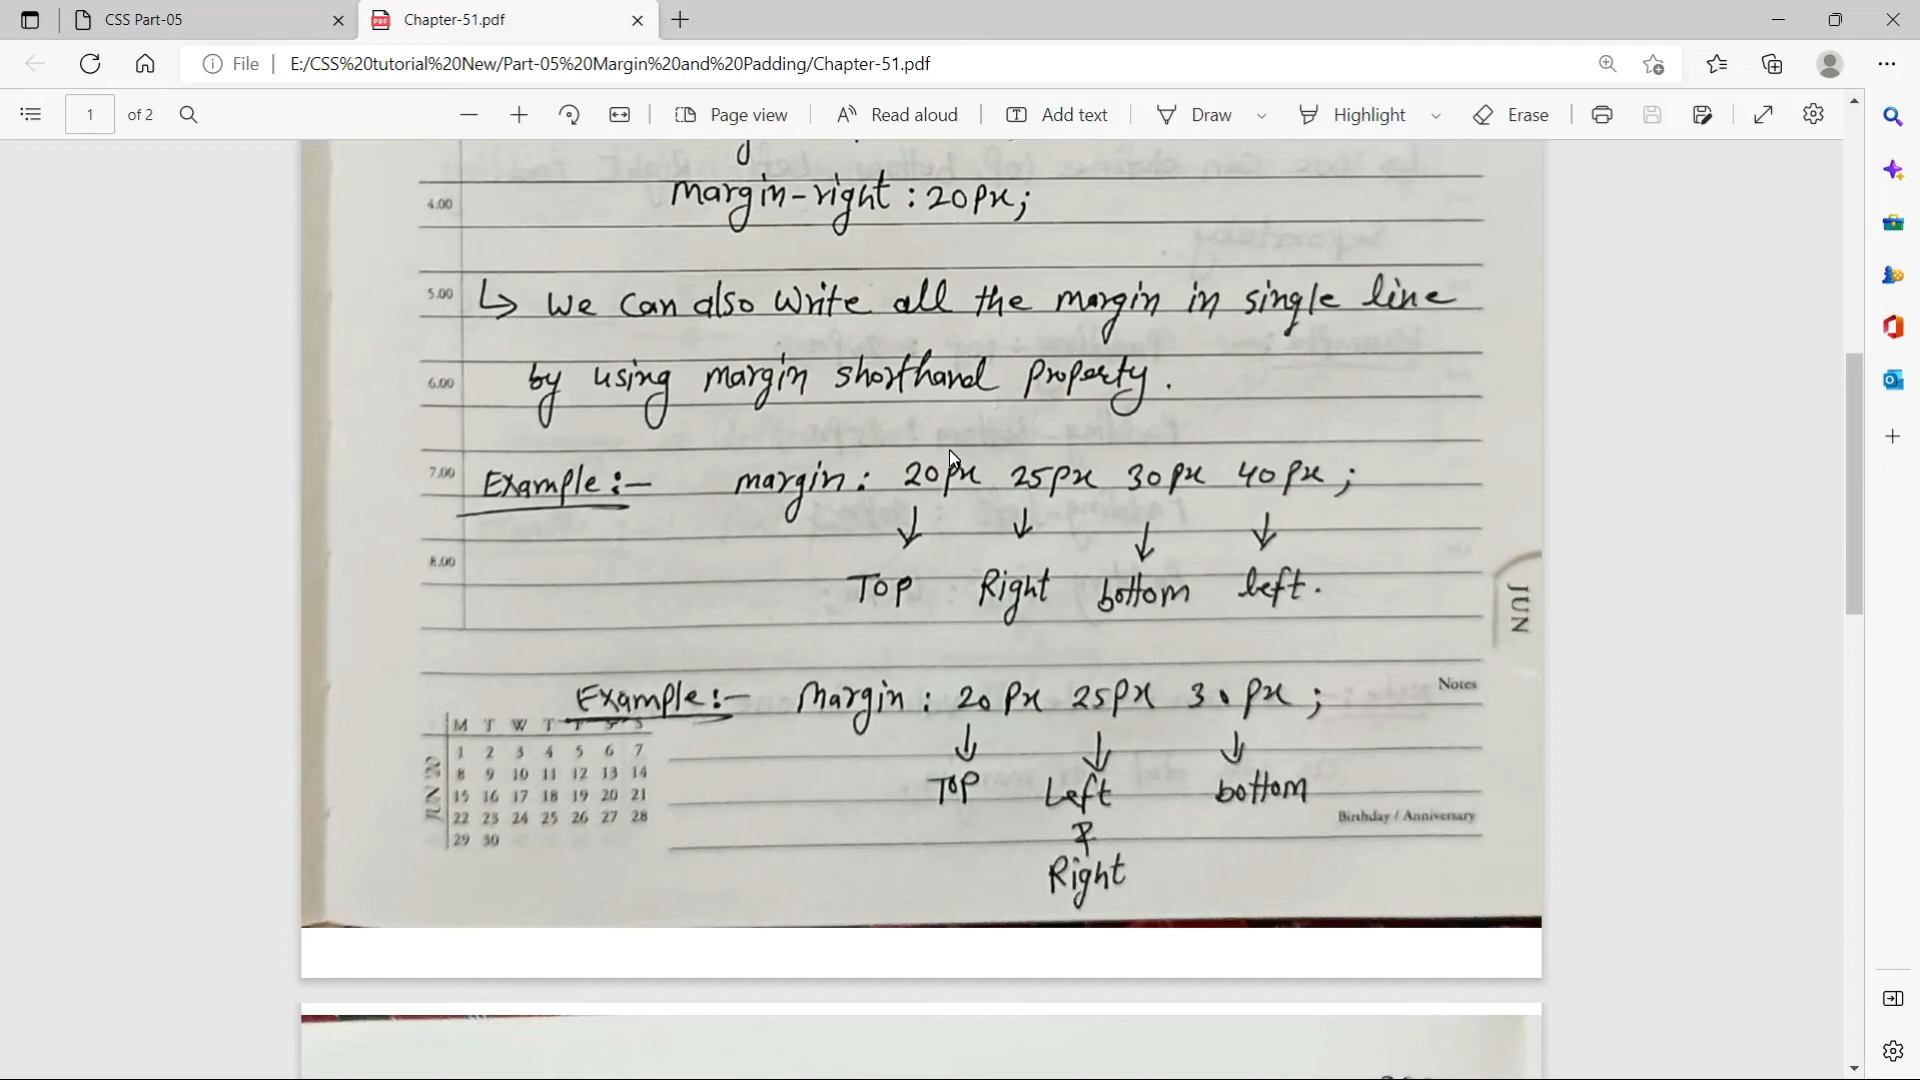 CSS Part-05
Chapter-51.pdf
File
E:/CSS%20tutorial%20New/Part-05%20Margin%20and%20Padding/Chapter-51.pdf
1 of 2
Page view
Read aloud
Add text
Draw
Highlight
Erase
4.00 margin-right : 20px;
5.00 ↳ We can also write all the margin in single line
6.00 by using margin shorthand property.
7.00 Example :- margin : 20px 25px 30px 40px ;
8.00
Top Right bottom left.
JUN
Example :- Margin : 20px 25px 30px ;
Notes
Top Left bottom
&
Right
Birthday / Anniversary
JUN 20
M T W T F S S
1 2 3 4 5 6 7
8 9 10 11 12 13 14
15 16 17 18 19 20 21
22 23 24 25 26 27 28
29 30